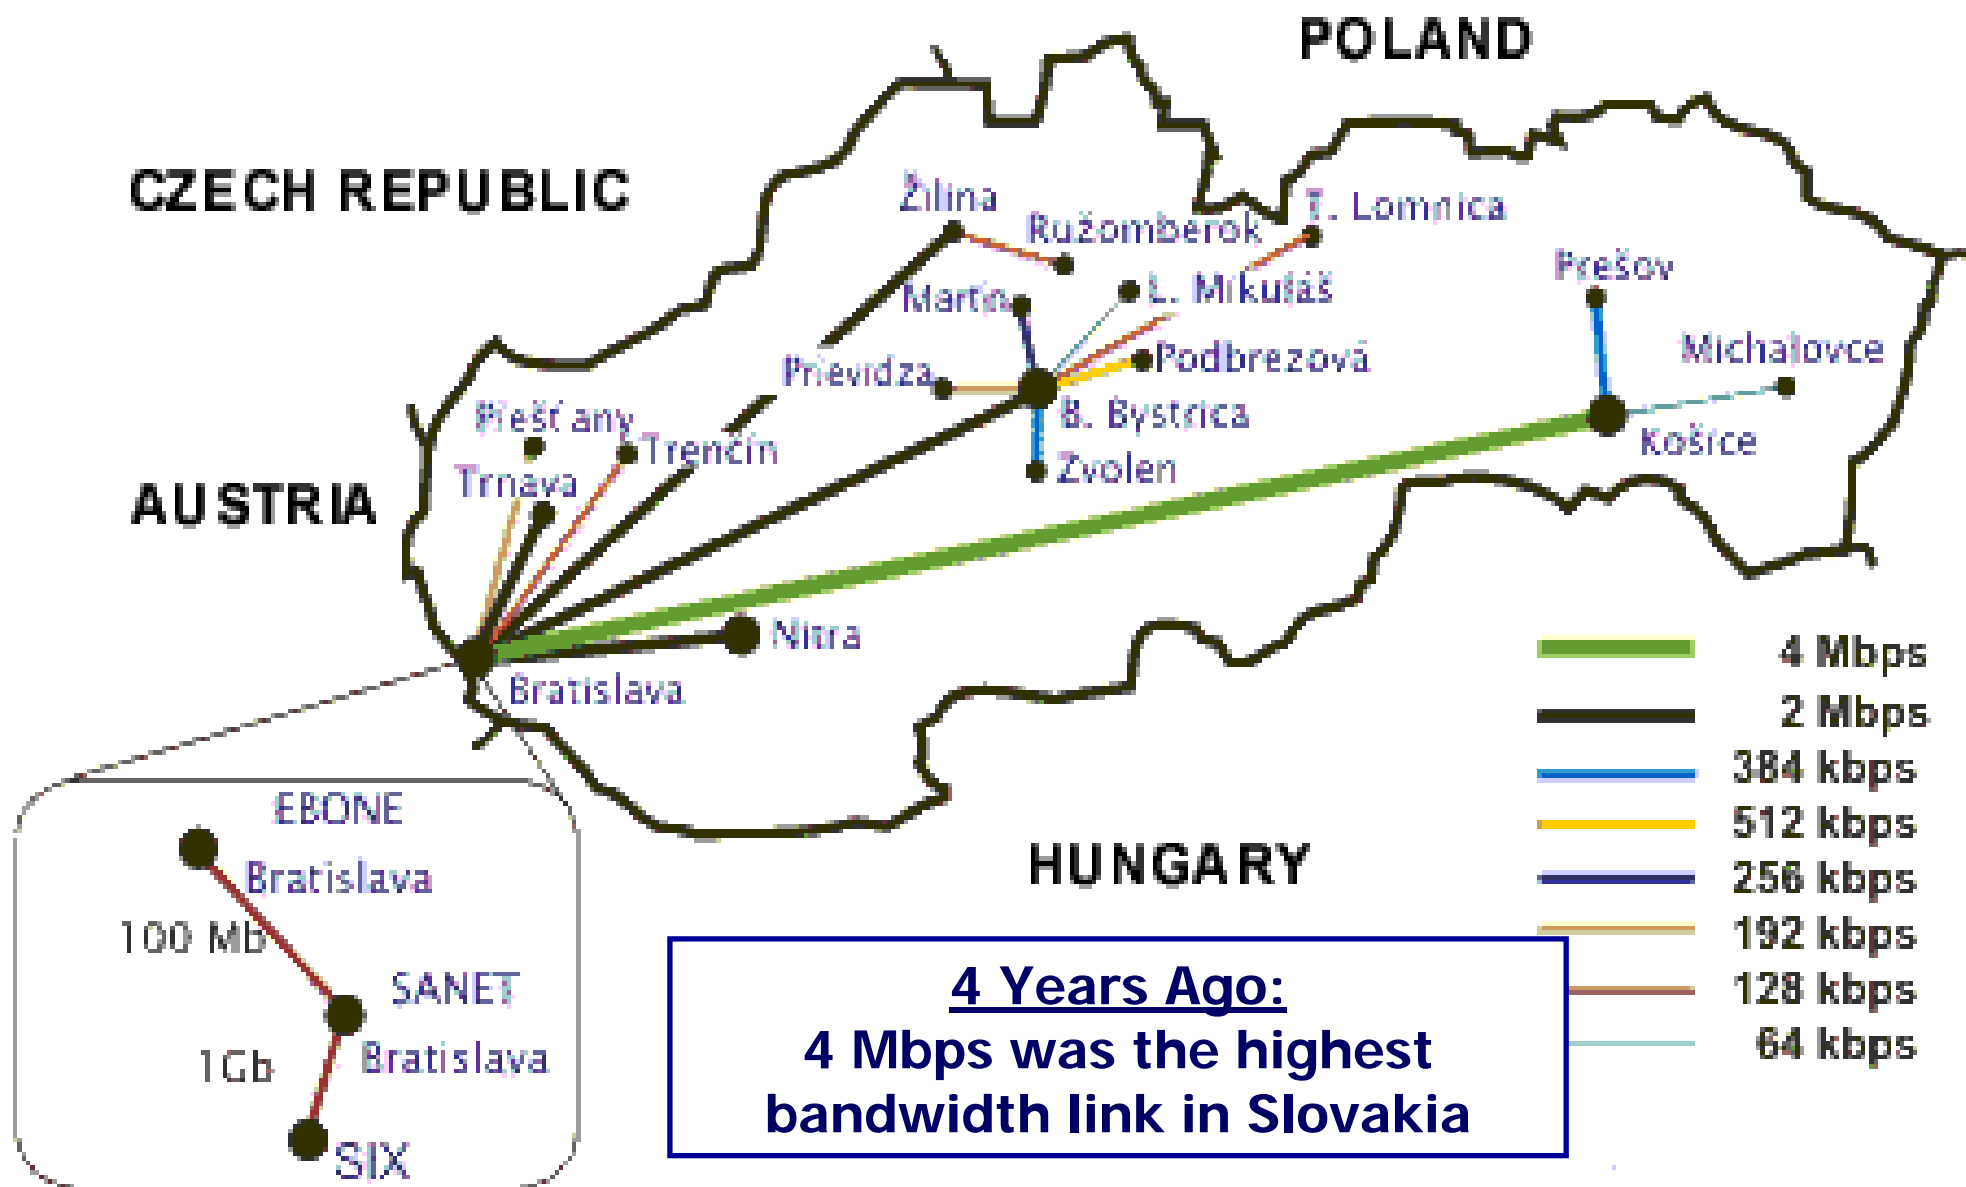 POLAND
CZECH REPUBLIC
Žilina
T. Lomnica
Ružomberok
Prešov
Martin
L. Mikuláš
Michalovce
Prievidza
Podbrezová
Piešťany
B. Bystrica
Trenčín
Košice
Trnava
Zvolen
AUSTRIA
Nitra
Bratislava
4 Mbps
2 Mbps
384 kbps
512 kbps
256 kbps
192 kbps
128 kbps
64 kbps
HUNGARY
EBONE
Bratislava
100 Mb
SANET
Bratislava
1Gb
SIX
4 Years Ago:
4 Mbps was the highest
bandwidth link in Slovakia